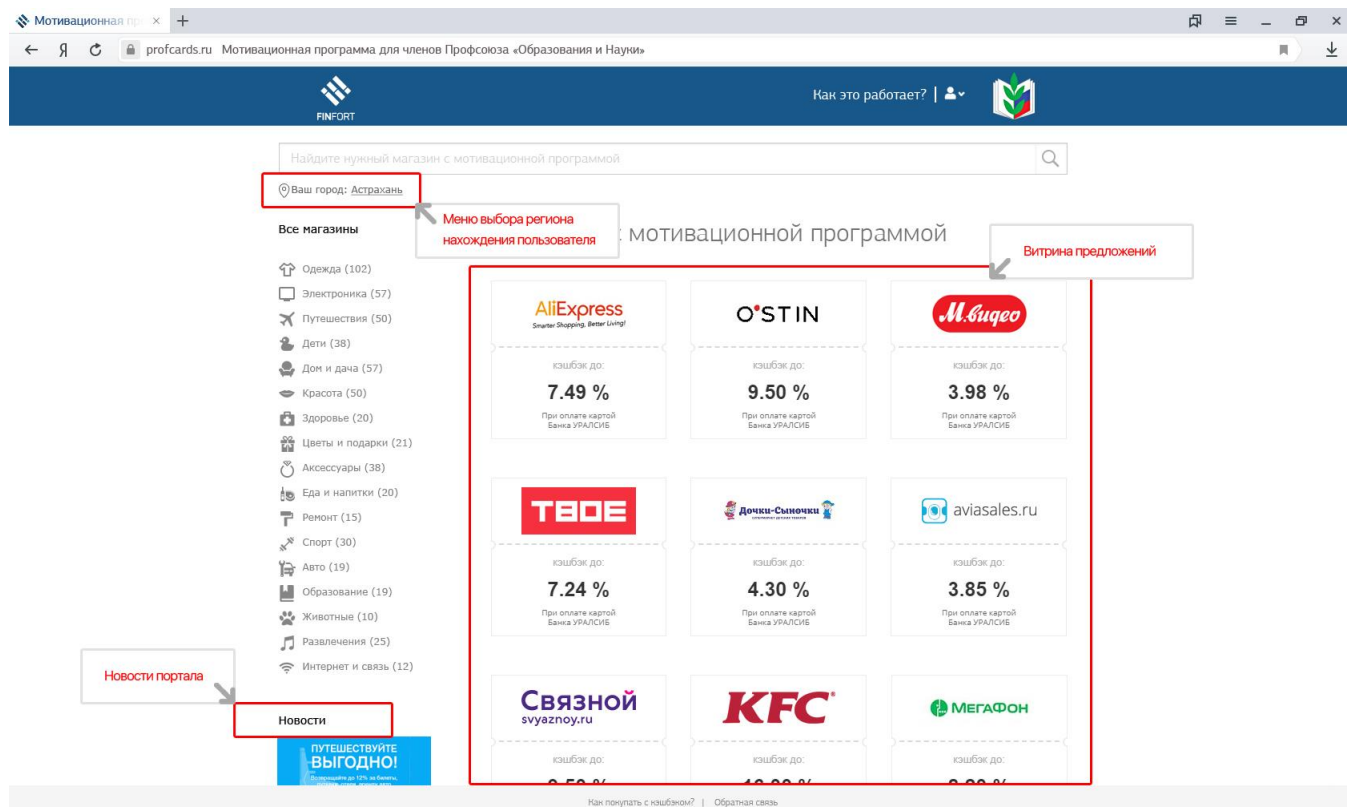 Мотивационная про
profcards.ru Мотивационная программа для членов Профсоюза «Образования и Науки»
FINFORT
Как это работает?
Найдите нужный магазин с мотивационной программой
Ваш город: Астрахань
Меню выбора региона
нахождения пользователя
Все магазины
с мотивационной программой
Витрина предложений
Одежда (102)
Электроника (57)
Путешествия (50)
Дети (38)
Дом и дача (57)
Красота (50)
Здоровье (20)
Цветы и подарки (21)
Аксессуары (38)
Еда и напитки (20)
Ремонт (15)
Спорт (30)
Авто (19)
Образование (19)
Животные (10)
Развлечения (25)
Интернет и связь (12)
Новости портала
Новости
ПУТЕШЕСТВУЙТЕ
ВЫГОДНО!
Возвращайте до 12% за билеты,
AliExpress
Smarter Shopping, Better Living!
кэшбэк до:
7.49 %
При оплате картой
Банка УРАЛСИБ
O'STIN
кэшбэк до:
9.50 %
При оплате картой
Банка УРАЛСИБ
М.видео
кэшбэк до:
3.98 %
При оплате картой
Банка УРАЛСИБ
ТВОЕ
кэшбэк до:
7.24 %
При оплате картой
Банка УРАЛСИБ
Дочки-Сыночки
кэшбэк до:
4.30 %
При оплате картой
Банка УРАЛСИБ
aviasales.ru
кэшбэк до:
3.85 %
При оплате картой
Банка УРАЛСИБ
Связной
svyaznoy.ru
кэшбэк до:
KFC
кэшбэк до:
МЕГАФОН
кэшбэк до:
Как покупать с кэшбэком? | Обратная связь